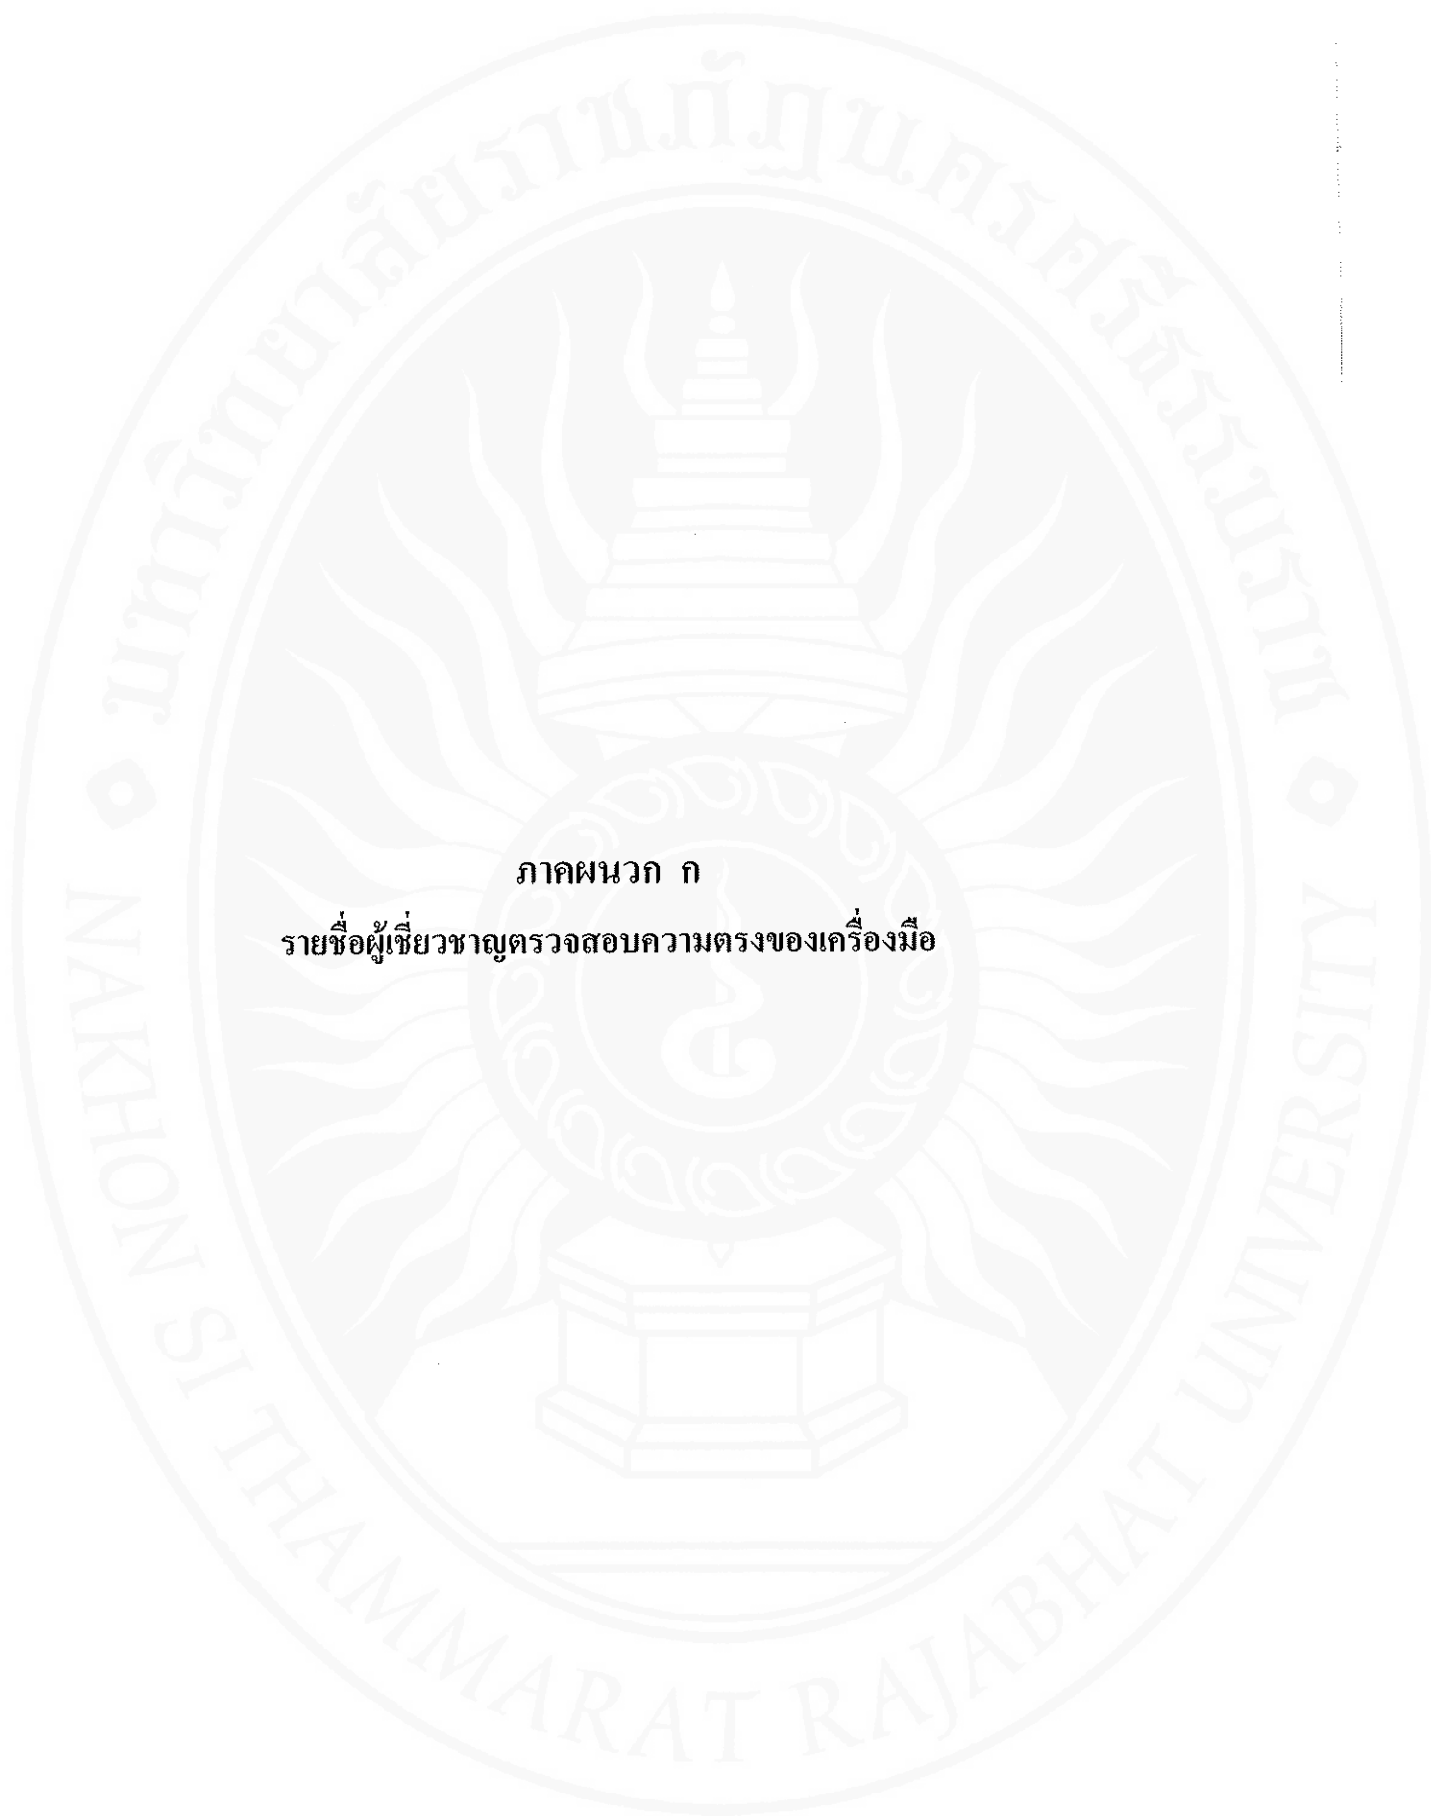 มหาวิทยาลัยราชภัฏนครศรีธรรมราช
ภาคผนวก ก
รายชื่อผู้เชี่ยวชาญตรวจสอบความตรงของเครื่องมือ
NAKHON SI THAMMARAT RAJABHAT UNIVERSITY